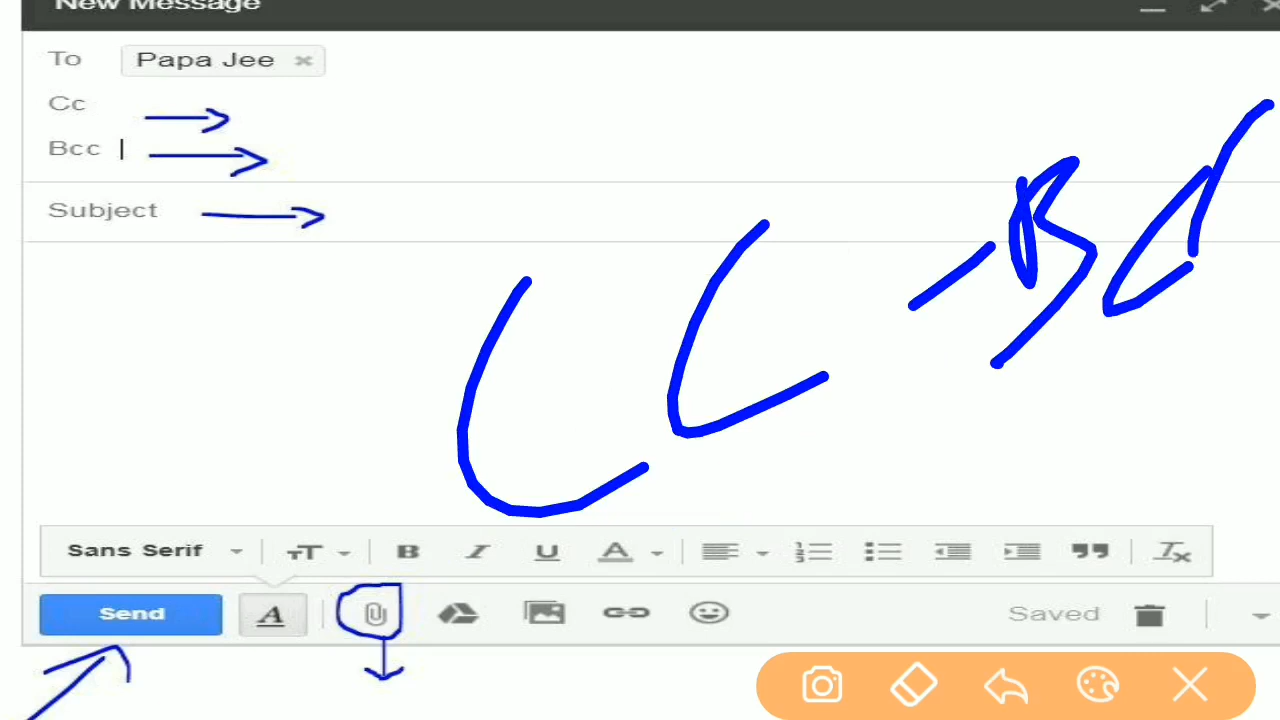 New Message
To Papa Jee
Cc
Bcc
Subject
CC - Bcc
Sans Serif
Send Saved